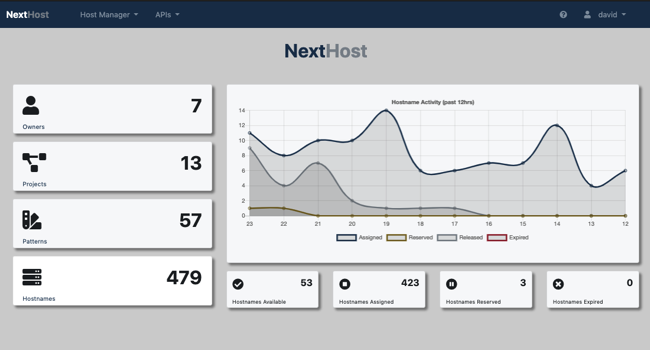 NextHost Host Manager APIs david
NextHost
7
Owners
13
Projects
57
Patterns
479
Hostnames
Hostname Activity (past 12hrs)
14
12
10
8
6
4
2
0
23 22 21 20 19 18 17 16 15 14 13 12
Assigned Reserved Released Expired
53
Hostnames Available
423
Hostnames Assigned
3
Hostnames Reserved
0
Hostnames Expired